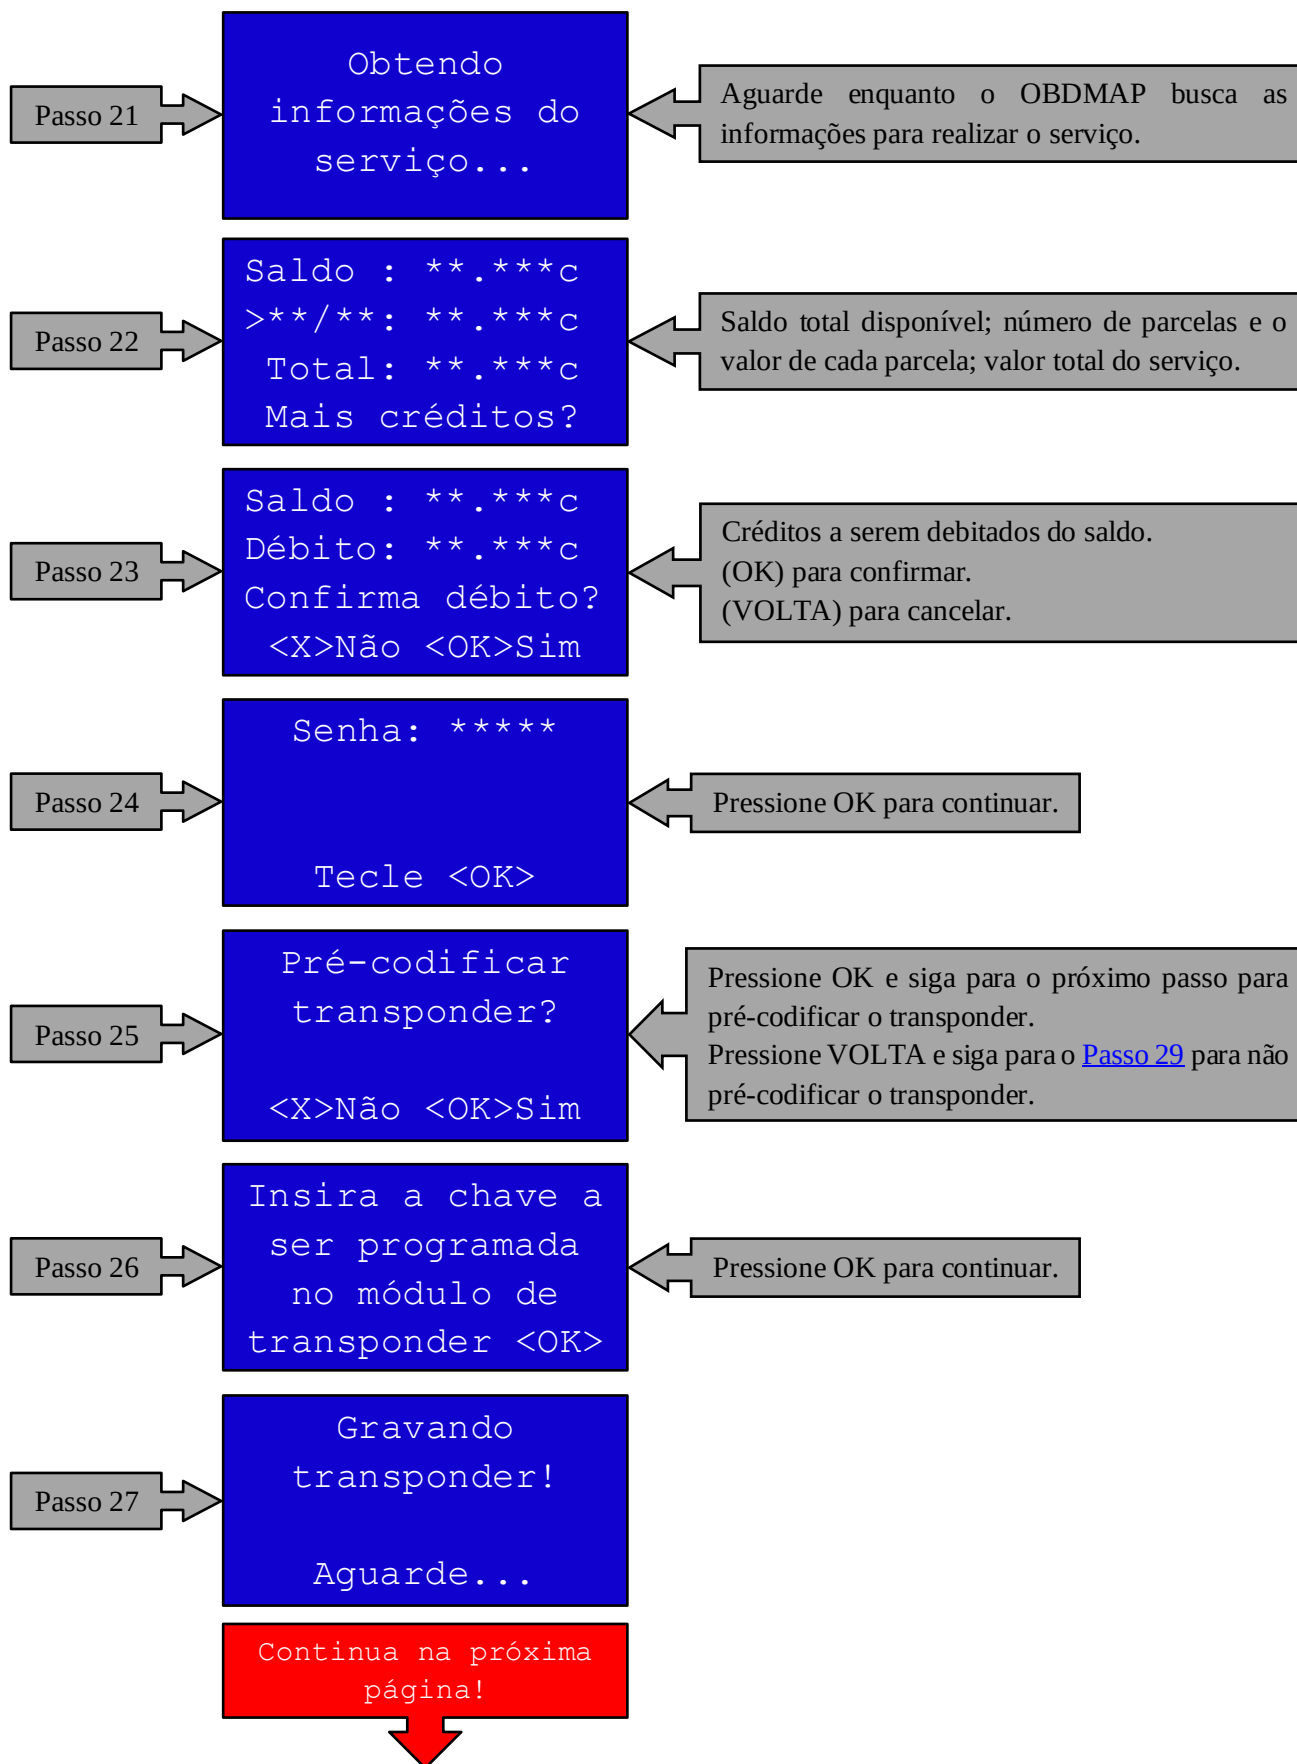 Passo 21
Obtendo
informações do
serviço...
Aguarde enquanto o OBDMAP busca as
informações para realizar o serviço.
Passo 22
Saldo : **.***c
>**/**: **.***c
Total: **.***c
Mais créditos?
Saldo total disponível; número de parcelas e o
valor de cada parcela; valor total do serviço.
Passo 23
Saldo : **.***c
Débito: **.***c
Confirma débito?
<X>Não <OK>Sim
Créditos a serem debitados do saldo.
(OK) para confirmar.
(VOLTA) para cancelar.
Passo 24
Senha: *****
Tecle <OK>
Pressione OK para continuar.
Passo 25
Pré-codificar
transponder?
<X>Não <OK>Sim
Pressione OK e siga para o próximo passo para
pré-codificar o transponder.
Pressione VOLTA e siga para o Passo 29 para não
pré-codificar o transponder.
Passo 26
Insira a chave a
ser programada
no módulo de
transponder <OK>
Pressione OK para continuar.
Passo 27
Gravando
transponder!
Aguarde...
Continua na próxima
página!